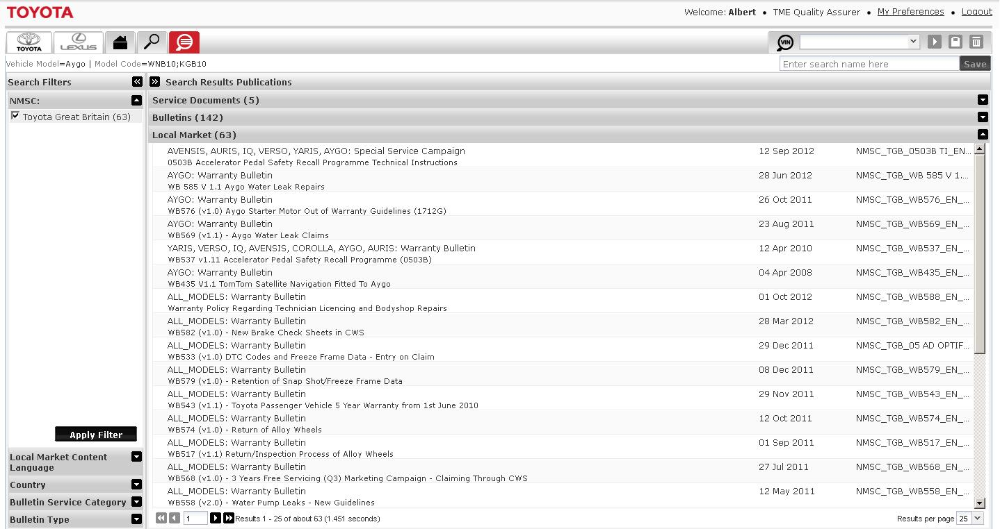 TOYOTA
Welcome: Albert • TME Quality Assurer • My Preferences • Logout
TOYOTA LEXUS VIN
Vehicle Model=Aygo | Model Code=WNB10;KGB10
Enter search name here Save
Search Filters
NMSC:
Toyota Great Britain (63)
Apply Filter
Local Market Content
Language
Country
Bulletin Service Category
Bulletin Type
Search Results Publications
Service Documents (5)
Bulletins (142)
Local Market (63)
AVENSIS, AURIS, IQ, VERSO, YARIS, AYGO: Special Service Campaign 12 Sep 2012 NMSC_TGB_0503B TI_EN...
0503B Accelerator Pedal Safety Recall Programme Technical Instructions
AYGO: Warranty Bulletin 28 Jun 2012 NMSC_TGB_WB 585 V 1....
WB 585 V 1.1 Aygo Water Leak Repairs
AYGO: Warranty Bulletin 26 Oct 2011 NMSC_TGB_WB576_EN_...
WB576 (v1.0) Aygo Starter Motor Out of Warranty Guidelines (1712G)
AYGO: Warranty Bulletin 23 Aug 2011 NMSC_TGB_WB569_EN_...
WB569 (v1.1) - Aygo Water Leak Claims
YARIS, VERSO, IQ, AVENSIS, COROLLA, AYGO, AURIS: Warranty Bulletin 12 Apr 2010 NMSC_TGB_WB537_EN_...
WB537 v1.11 Accelerator Pedal Safety Recall Programme (0503B)
AYGO: Warranty Bulletin 04 Apr 2008 NMSC_TGB_WB435_EN_...
WB435 V1.1 TomTom Satellite Navigation Fitted To Aygo
ALL_MODELS: Warranty Bulletin 01 Oct 2012 NMSC_TGB_WB588_EN_...
Warranty Policy Regarding Technician Licencing and Bodyshop Repairs
ALL_MODELS: Warranty Bulletin 28 Mar 2012 NMSC_TGB_WB582_EN_...
WB582 (v1.0) - New Brake Check Sheets in CWS
ALL_MODELS: Warranty Bulletin 29 Dec 2011 NMSC_TGB_05 AD OPTIF...
WB533 (v1.0) DTC Codes and Freeze Frame Data - Entry on Claim
ALL_MODELS: Warranty Bulletin 08 Dec 2011 NMSC_TGB_WB579_EN_...
WB579 (v1.0) - Retention of Snap Shot/Freeze Frame Data
ALL_MODELS: Warranty Bulletin 29 Nov 2011 NMSC_TGB_WB543_EN_...
WB543 (v1.1) - Toyota Passenger Vehicle 5 Year Warranty from 1st June 2010
ALL_MODELS: Warranty Bulletin 12 Oct 2011 NMSC_TGB_WB574_EN_...
WB574 (v1.0) - Return of Alloy Wheels
ALL_MODELS: Warranty Bulletin 01 Sep 2011 NMSC_TGB_WB517_EN_...
WB517 (v1.1) Return/Inspection Process of Alloy Wheels
ALL_MODELS: Warranty Bulletin 27 Jul 2011 NMSC_TGB_WB568_EN_...
WB568 (v1.0) - 3 Years Free Servicing (Q3) Marketing Campaign - Claiming Through CWS
ALL_MODELS: Warranty Bulletin 12 May 2011 NMSC_TGB_WB558_EN_...
WB558 (v2.0) - Water Pump Leaks - New Guidelines
1 Results 1 - 25 of about 63 (1.451 seconds) Results per page 25